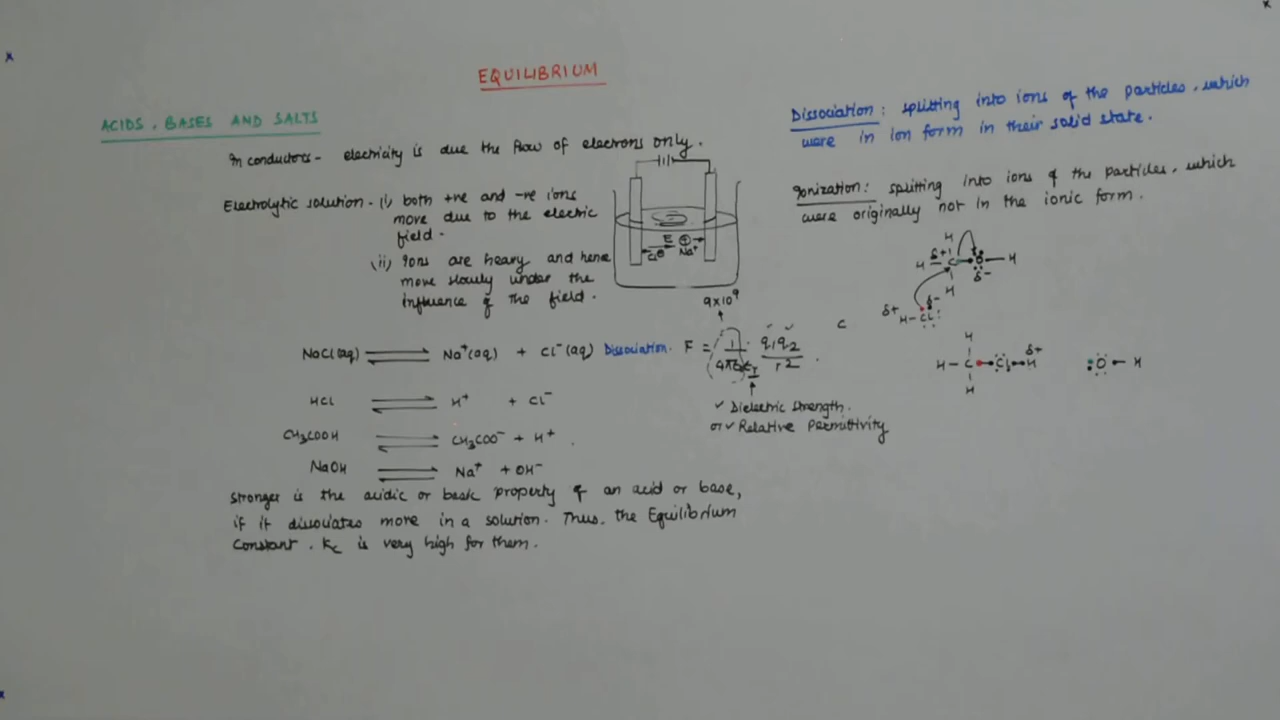 EQUILIBRIUM
ACIDS, BASES AND SALTS
In conductors - electricity is due the flow of electrons only.
Electrolytic solution - (i) both +ve and -ve ions
move due to the electric
field.
(ii) Ions are heavy and hence
move slowly under the
influence of the field.
E
Cl⊖ Na⁺
NaCl(aq) ⇌ Na⁺(aq) + Cl⁻(aq) Dissociation.
HCl ⇌ H⁺ + Cl⁻
CH₃COOH ⇌ CH₃COO⁻ + H⁺
NaOH ⇌ Na⁺ + OH⁻
Stronger is the acidic or basic property of an acid or base,
if it dissociates more in a solution. Thus, the Equilibrium
Constant, Kc is very high for them.
9×10⁹
F = 1/4πε₀εr · q₁q₂/r²
✓ Dielectric Strength.
or ✓ Relative Permittivity
Dissociation: splitting into ions of the particles, which
were in ion form in their solid state.
Ionization: splitting into ions of the particles, which
were originally not in the ionic form.
H
δ+
H C O H
H δ-
δ+ H-Cl: δ-
C
H
δ+
H - C Cl H
H
:O - H